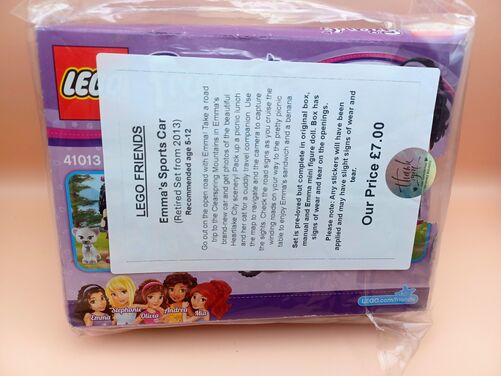 LEGO
41013
LEGO FRIENDS
Emma's Sports Car
(Retired Set from 2013)
Recommended age 5-12
Go out on the open road with Emma! Take a road
trip to the Clearspring Mountains in Emma's
brand-new car and get photos of the beautiful
Heartlake City scenery! Pack up a picnic lunch
and her cat for a cuddly travel companion. Use
the map to navigate and the camera to capture
the sights. Check the road signs as you cruise the
winding roads on your way to the pretty picnic
table to enjoy Emma's sandwich and a banana.
Set is pre-loved but complete in original box,
manual and Emma mini figure doll. Box has
signs of wear and tear on the openings.
Please note: Any stickers will have been
applied and may have slight signs of wear and
tear.
Our Price £7.00
thank you
Emma
Stephanie
Olivia
Andrea
Mia
LEGO.com/friends